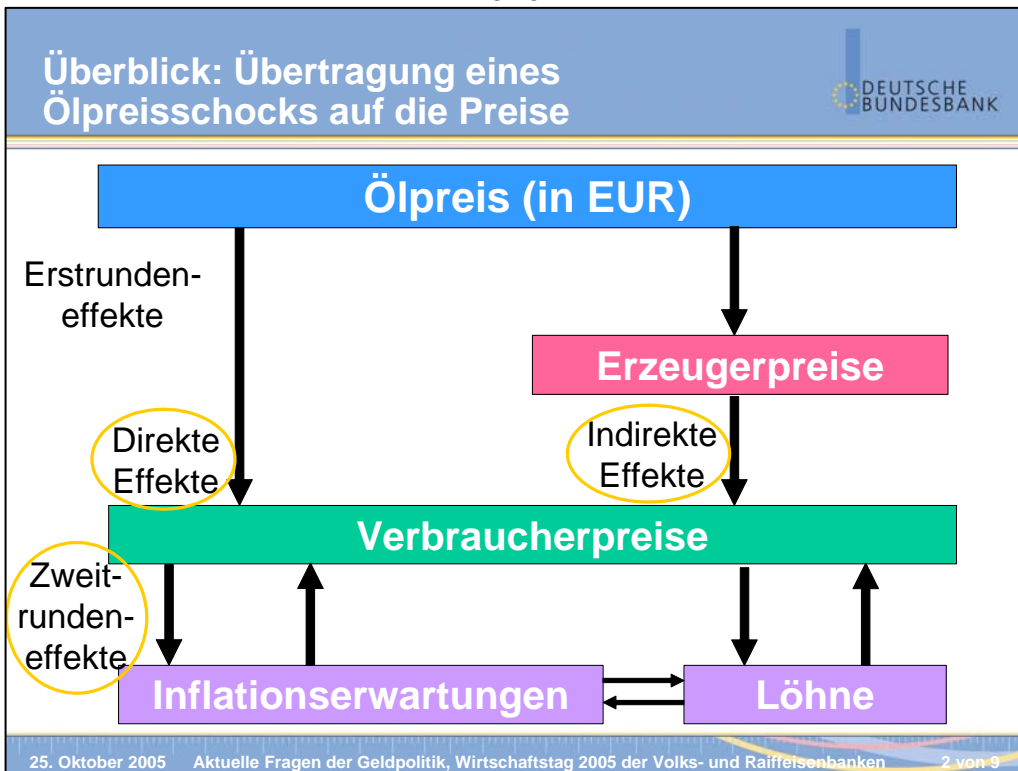 Überblick: Übertragung eines
Ölpreisschocks auf die Preise
DEUTSCHE
BUNDESBANK
Ölpreis (in EUR)
Erstrunden-
effekte
Erzeugerpreise
Direkte
Effekte
Indirekte
Effekte
Verbraucherpreise
Zweit-
runden-
effekte
Inflationserwartungen
Löhne
25. Oktober 2005 Aktuelle Fragen der Geldpolitik, Wirtschaftstag 2005 der Volks- und Raiffeisenbanken 2 von 9